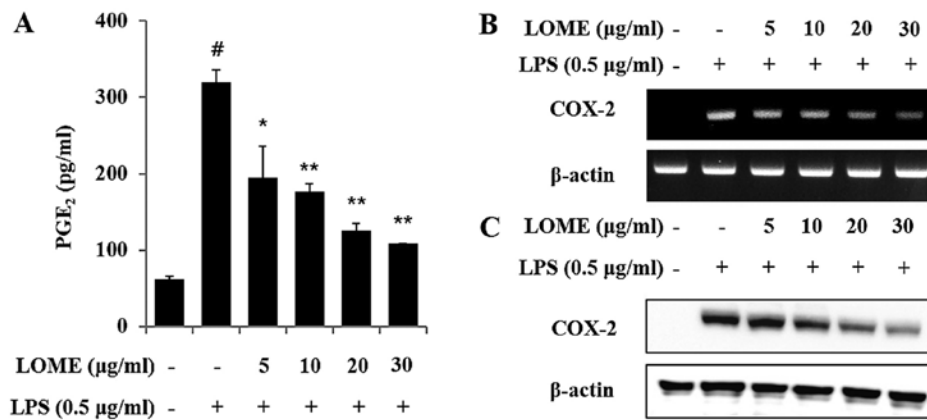 A
400
300
200
100
0
PGE₂ (pg/ml)
#
*
**
**
**
LOME (μg/ml) - - 5 10 20 30
LPS (0.5 μg/ml) - + + + + +
B
LOME (μg/ml) - - 5 10 20 30
LPS (0.5 μg/ml) - + + + + +
COX-2
β-actin
C
LOME (μg/ml) - - 5 10 20 30
LPS (0.5 μg/ml) - + + + + +
COX-2
β-actin